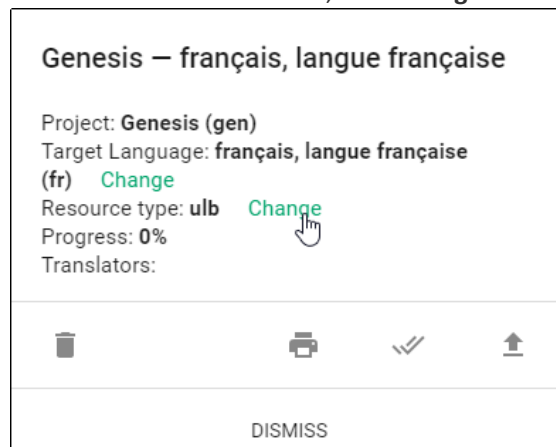 Genesis — français, langue française
Project: Genesis (gen)
Target Language: français, langue française
(fr) Change
Resource type: ulb Change
Progress: 0%
Translators:
DISMISS